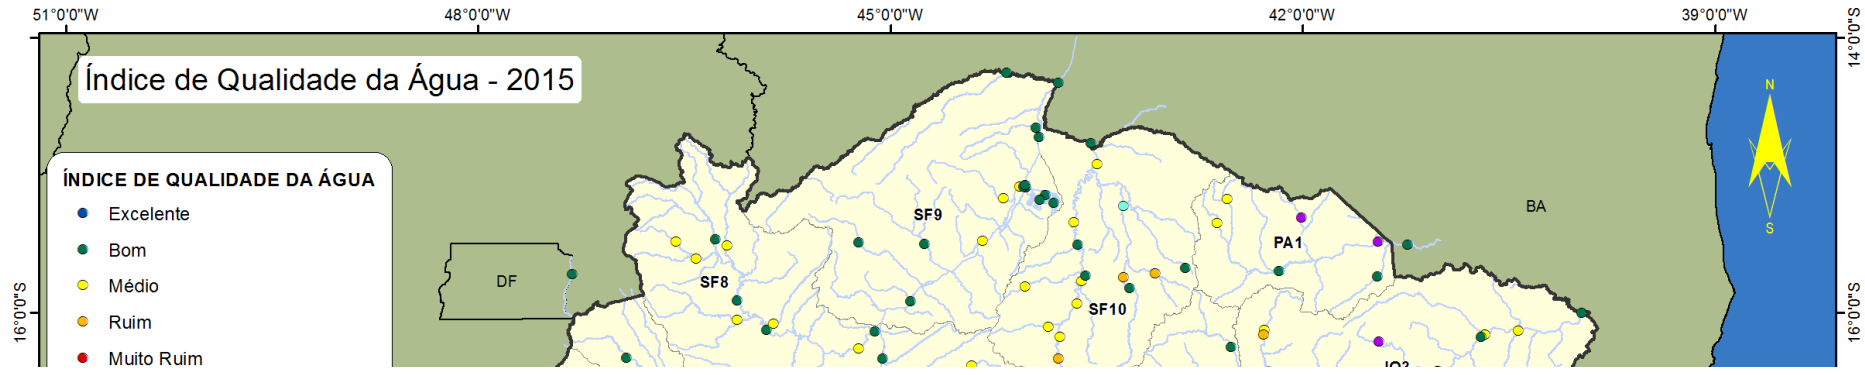 51°0'0"W 48°0'0"W 45°0'0"W 42°0'0"W 39°0'0"W
14°0'0"S
Índice de Qualidade da Água - 2015
N
S
ÍNDICE DE QUALIDADE DA ÁGUA
Excelente
Bom
Médio
Ruim
Muito Ruim
BA
SF9
PA1
DF
SF8
SF10
16°0'0"S
16°0'0"S